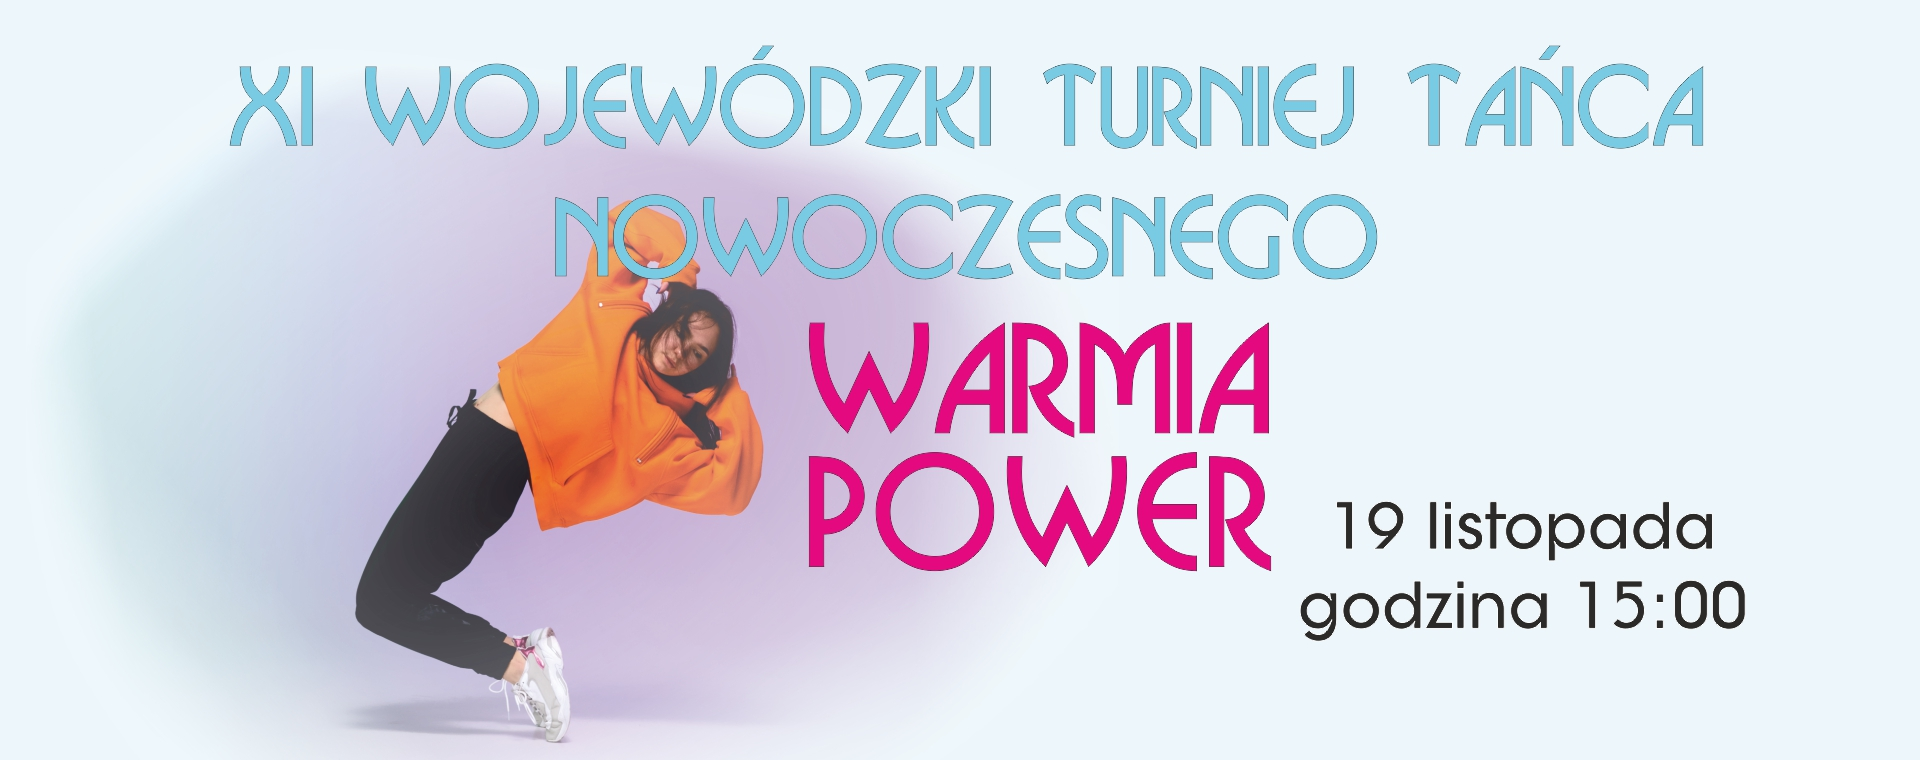 XI WOJEWÓDZKI TURNIEJ TAŃCA
NOWOCZESNEGO
WARMIA
POWER
19 listopada
godzina 15:00